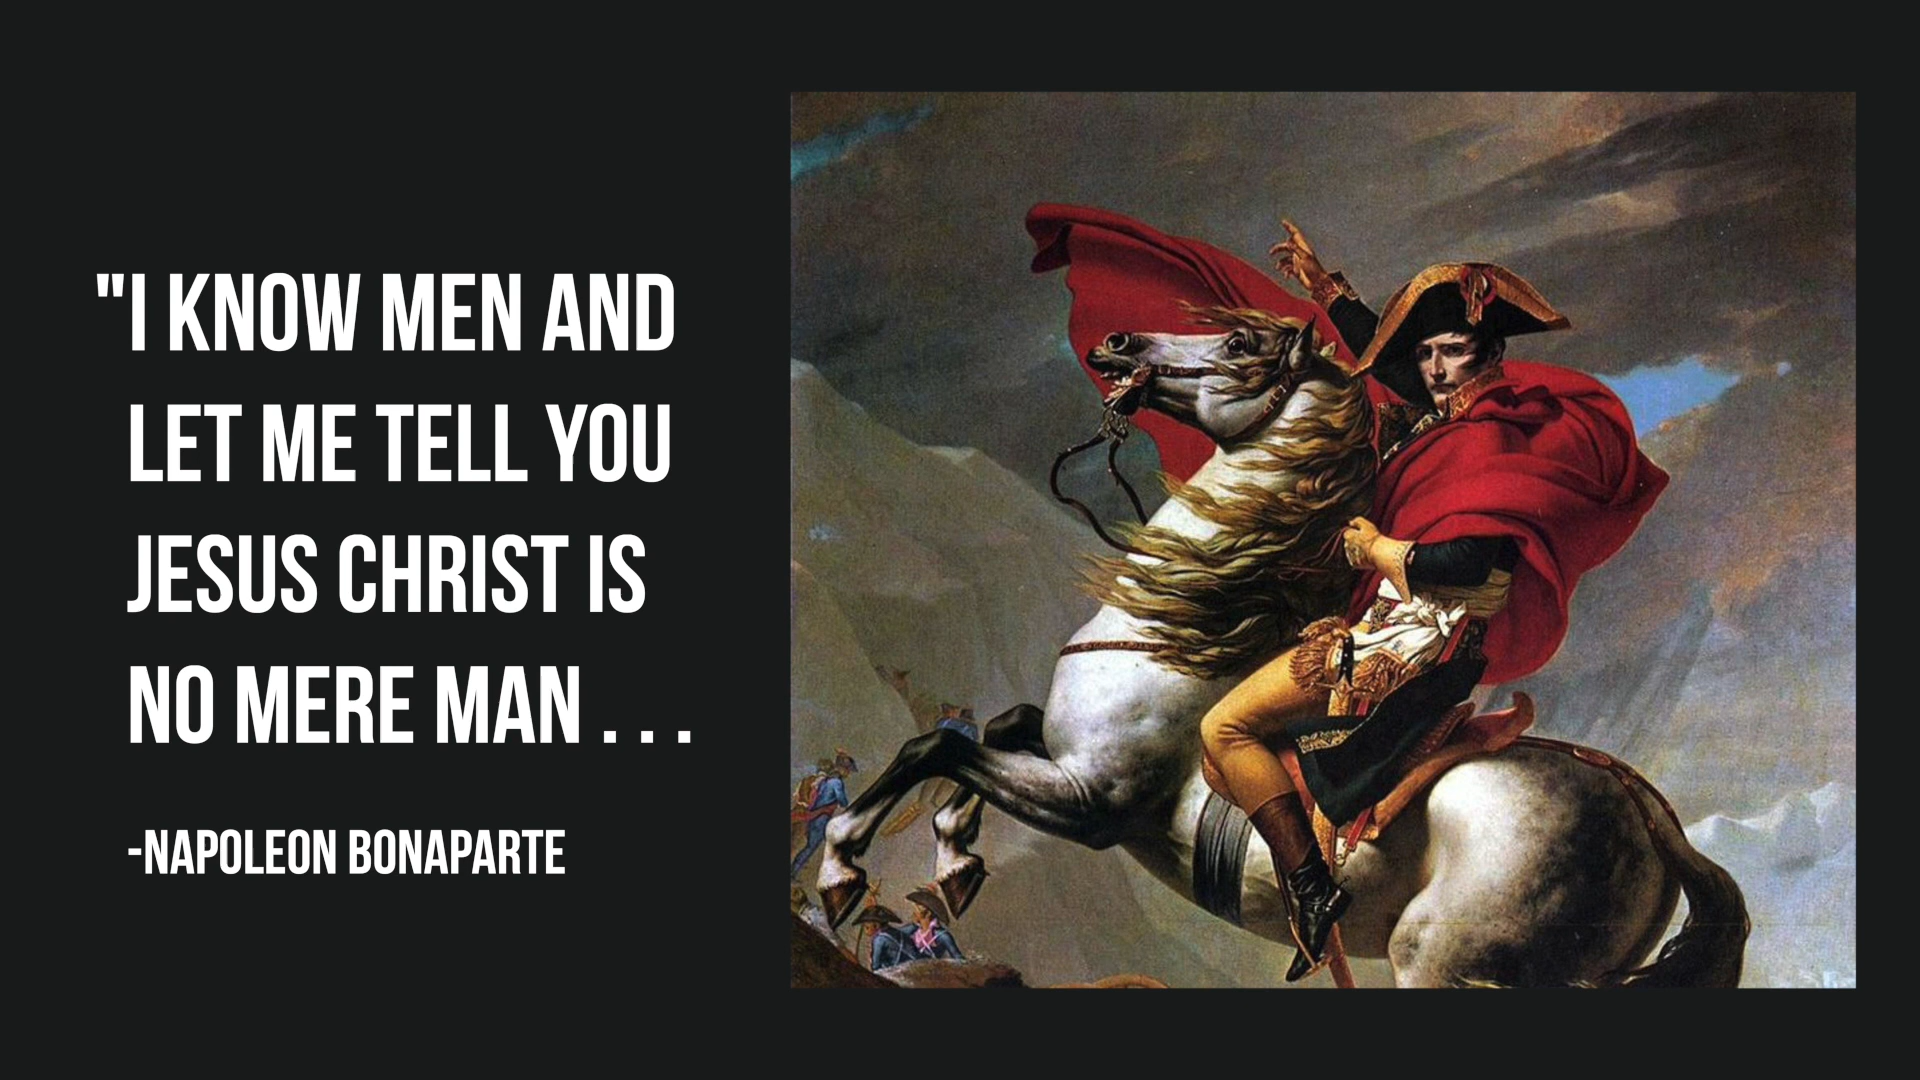 "I KNOW MEN AND
LET ME TELL YOU
JESUS CHRIST IS
NO MERE MAN . . .
-NAPOLEON BONAPARTE